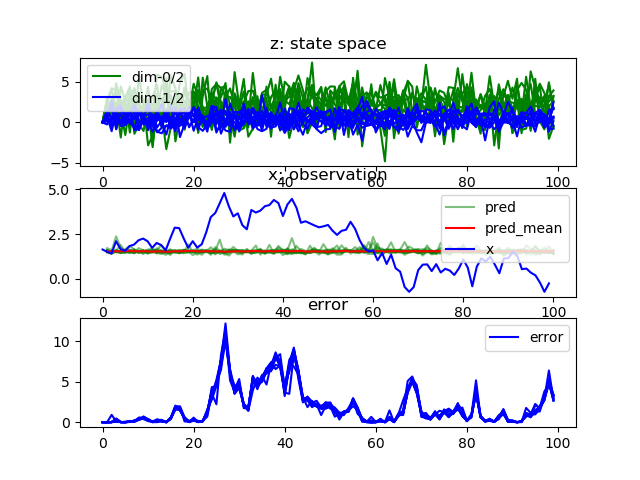 z: state space
5
0
−5
dim-0/2
dim-1/2
0 20 40 60 80 100
x: observation
5.0
2.5
0.0
pred
pred_mean
x
0 20 40 60 80 100
error
10
5
0
error
0 20 40 60 80 100